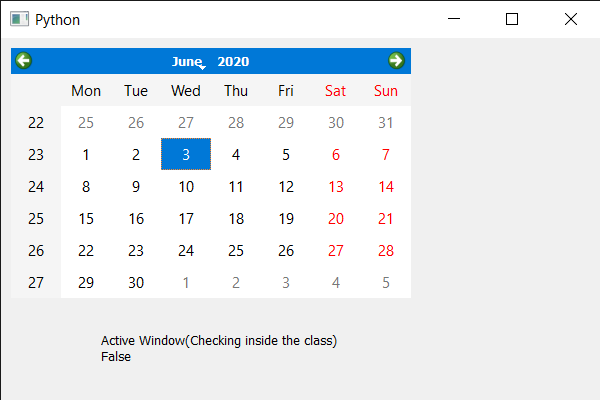 Python
June 2020
Mon Tue Wed Thu Fri Sat Sun
22 25 26 27 28 29 30 31
23 1 2 3 4 5 6 7
24 8 9 10 11 12 13 14
25 15 16 17 18 19 20 21
26 22 23 24 25 26 27 28
27 29 30 1 2 3 4 5
Active Window(Checking inside the class)
False